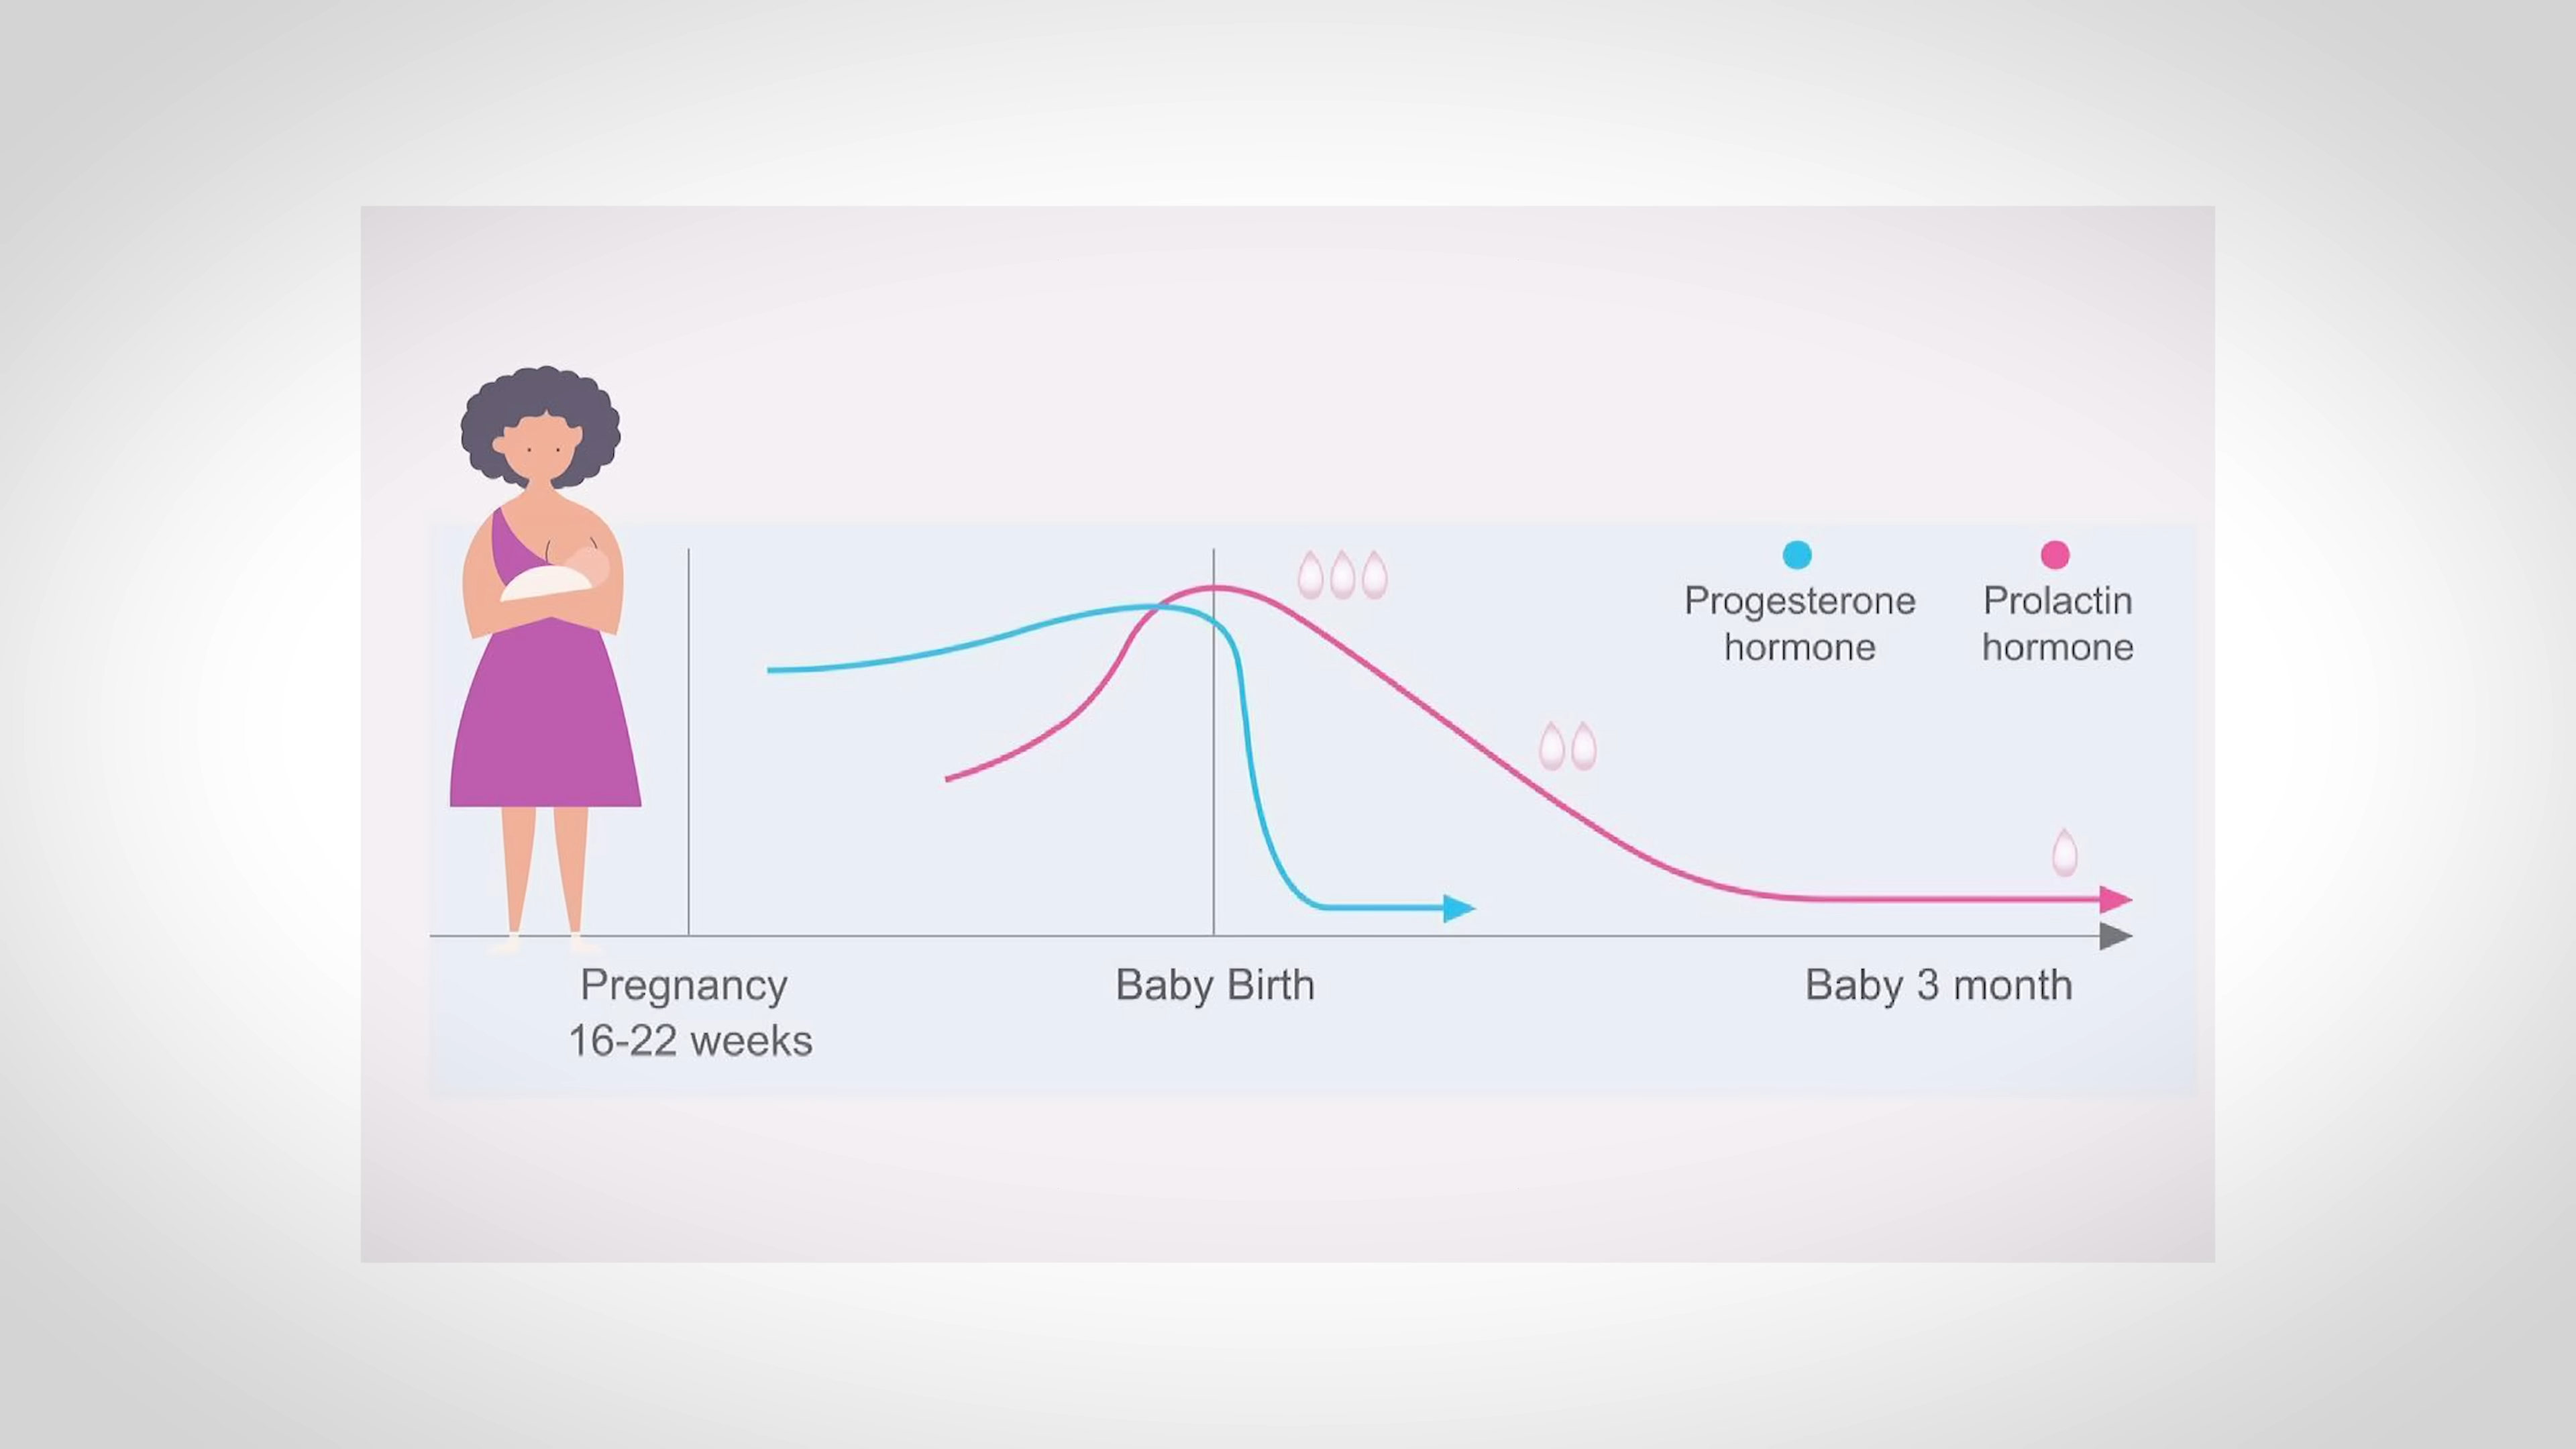 Progesterone
hormone
Prolactin
hormone
Pregnancy
16-22 weeks
Baby Birth
Baby 3 month